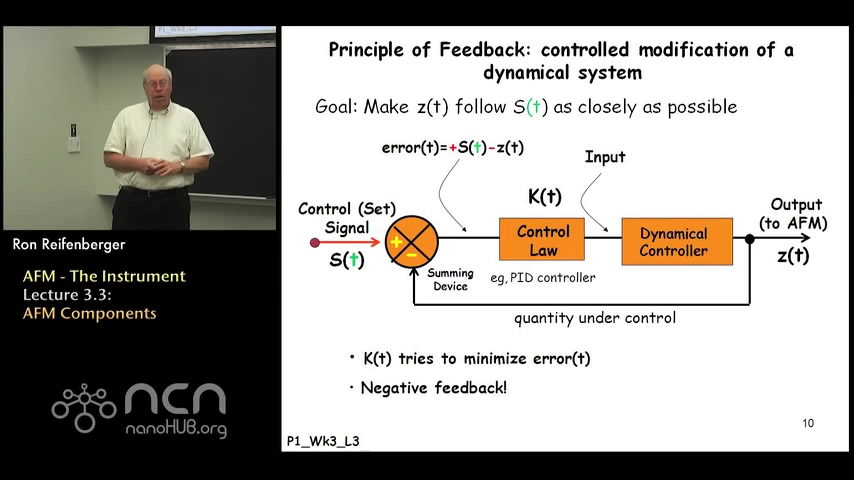 P1_Wk3_L3
Principle of Feedback: controlled modification of a
dynamical system
Goal: Make z(t) follow S(t) as closely as possible
error(t)=+S(t)-z(t)
Input
K(t)
Control (Set)
Signal
S(t)
+
-
Summing
Device
Control
Law
eg, PID controller
Dynamical
Controller
Output
(to AFM)
z(t)
quantity under control
• K(t) tries to minimize error(t)
• Negative feedback!
10
P1_Wk3_L3
Ron Reifenberger
AFM - The Instrument
Lecture 3.3:
AFM Components
ncn
nanoHUB.org